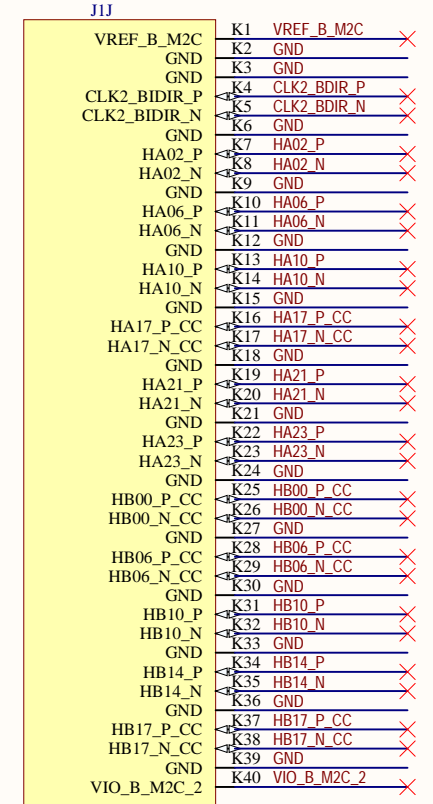 J1J
VREF_B_M2C K1 VREF_B_M2C
GND K2 GND
GND K3 GND
CLK2_BIDIR_P K4 CLK2_BDIR_P
CLK2_BIDIR_N K5 CLK2_BDIR_N
GND K6 GND
HA02_P K7 HA02_P
HA02_N K8 HA02_N
GND K9 GND
HA06_P K10 HA06_P
HA06_N K11 HA06_N
GND K12 GND
HA10_P K13 HA10_P
HA10_N K14 HA10_N
GND K15 GND
HA17_P_CC K16 HA17_P_CC
HA17_N_CC K17 HA17_N_CC
GND K18 GND
HA21_P K19 HA21_P
HA21_N K20 HA21_N
GND K21 GND
HA23_P K22 HA23_P
HA23_N K23 HA23_N
GND K24 GND
HB00_P_CC K25 HB00_P_CC
HB00_N_CC K26 HB00_N_CC
GND K27 GND
HB06_P_CC K28 HB06_P_CC
HB06_N_CC K29 HB06_N_CC
GND K30 GND
HB10_P K31 HB10_P
HB10_N K32 HB10_N
GND K33 GND
HB14_P K34 HB14_P
HB14_N K35 HB14_N
GND K36 GND
HB17_P_CC K37 HB17_P_CC
HB17_N_CC K38 HB17_N_CC
GND K39 GND
VIO_B_M2C_2 K40 VIO_B_M2C_2